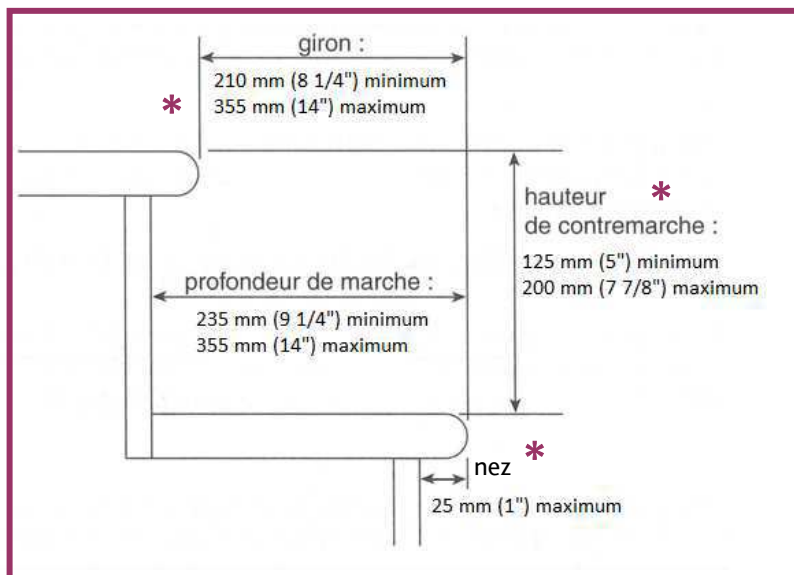 giron :
210 mm (8 1/4") minimum
355 mm (14") maximum
*
hauteur *
de contremarche :
125 mm (5") minimum
200 mm (7 7/8") maximum
profondeur de marche :
235 mm (9 1/4") minimum
355 mm (14") maximum
nez *
25 mm (1") maximum